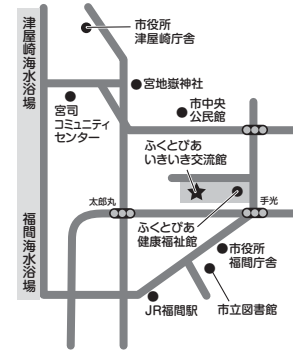 津屋崎海水浴場
市役所
津屋崎庁舎
宮地嶽神社
宮司
コミュニティ
センター
市中央
公民館
ふくとぴあ
いきいき交流館
太郎丸
手光
ふくとぴあ
健康福祉館
福間海水浴場
市役所
福間庁舎
JR福間駅
市立図書館